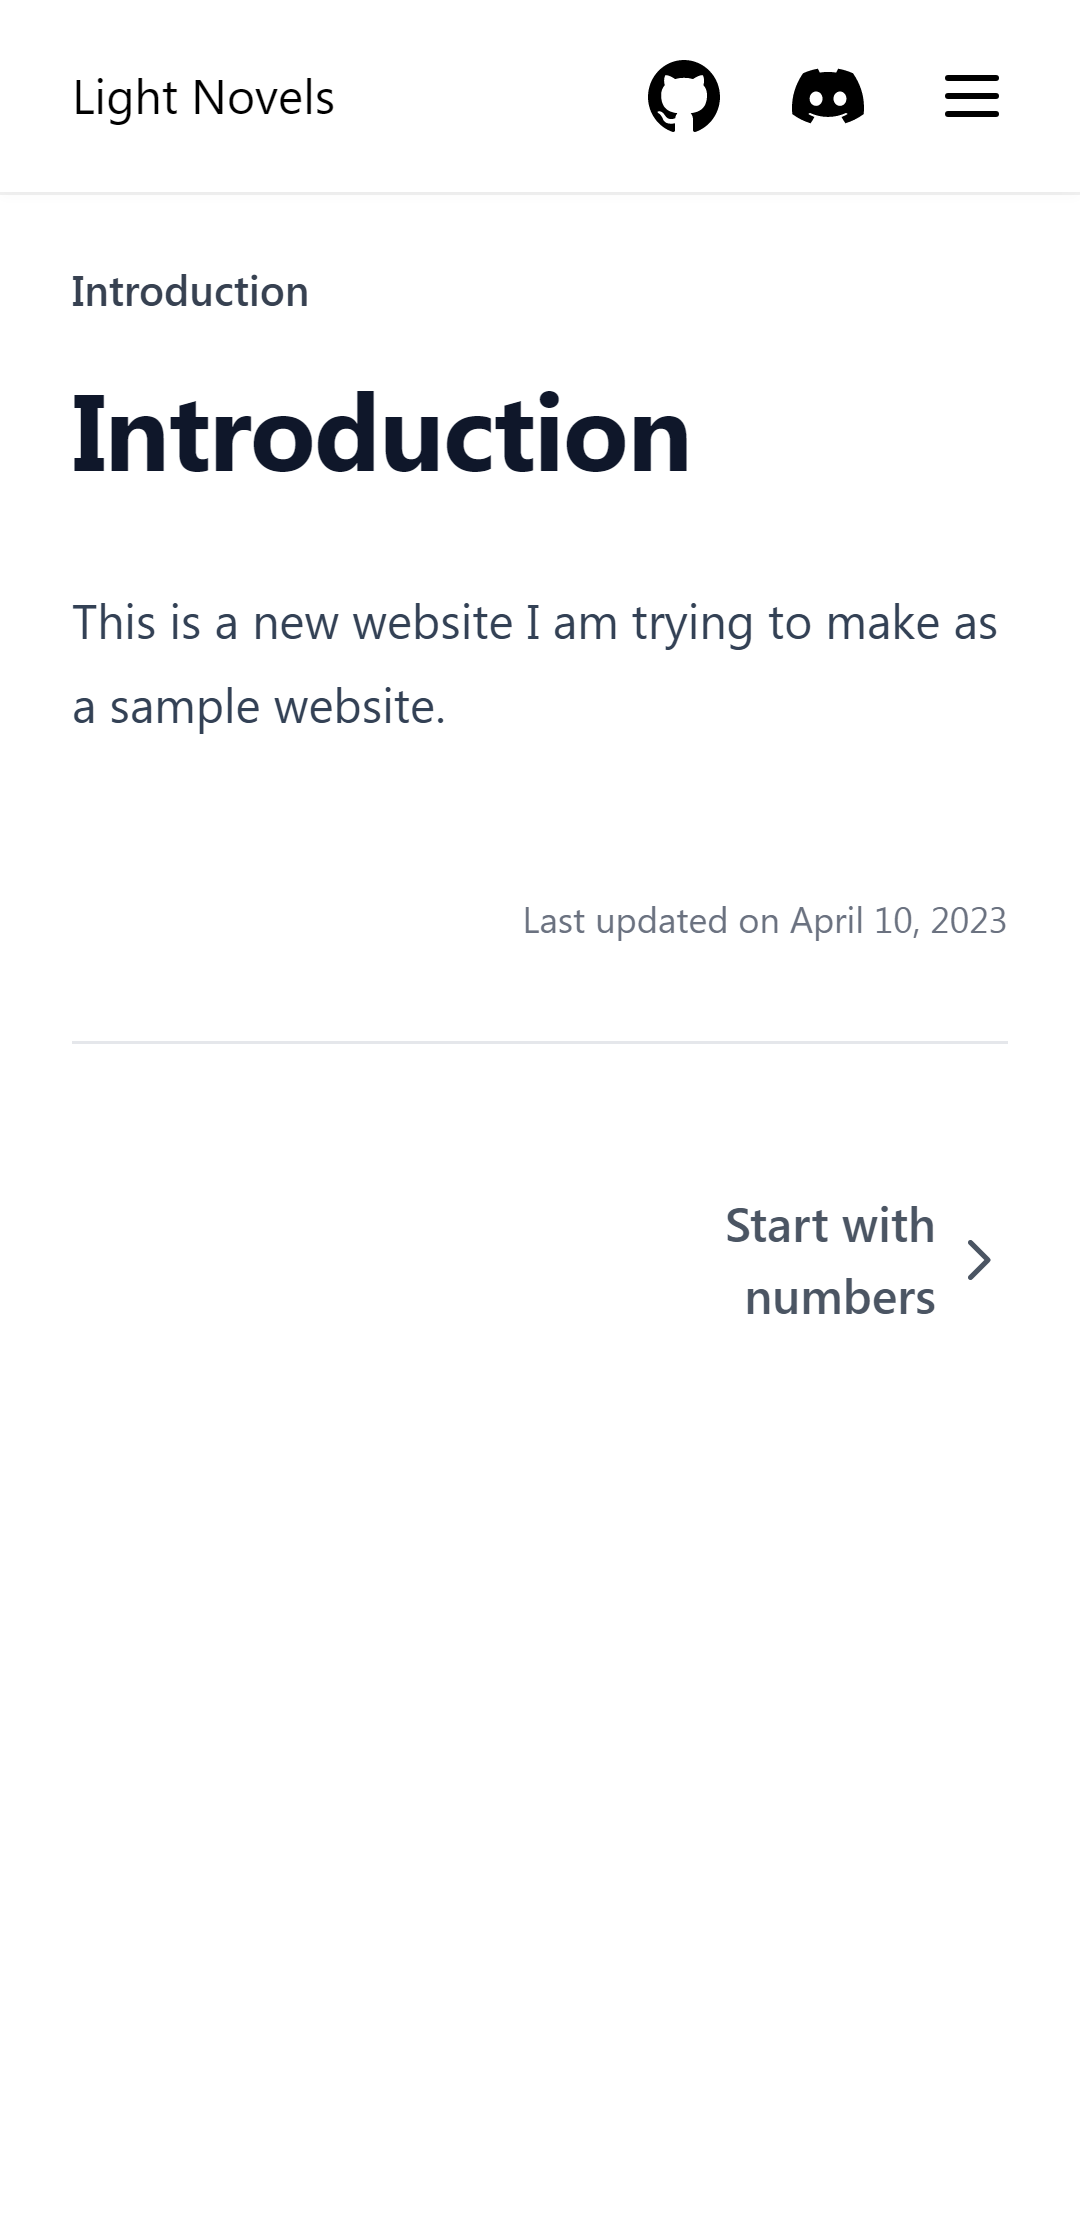 Light Novels
Introduction
Introduction
This is a new website I am trying to make as
a sample website.
Last updated on April 10, 2023
Start with
numbers